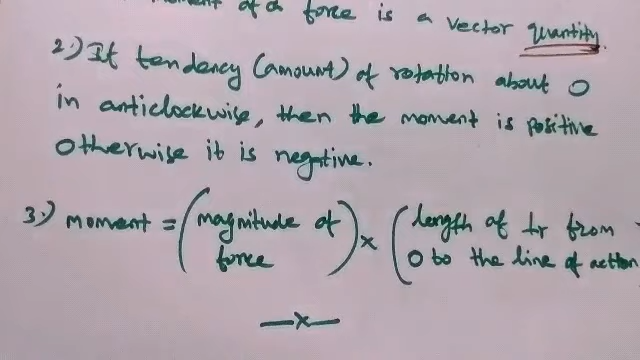 moment of a force is a vector quantity.
2.) If tendency (amount) of rotation about O
in anticlockwise, then the moment is positive
Otherwise it is negative.
3.) moment = (magnitude of force) × (length of ⊥r from O to the line of action
—x—